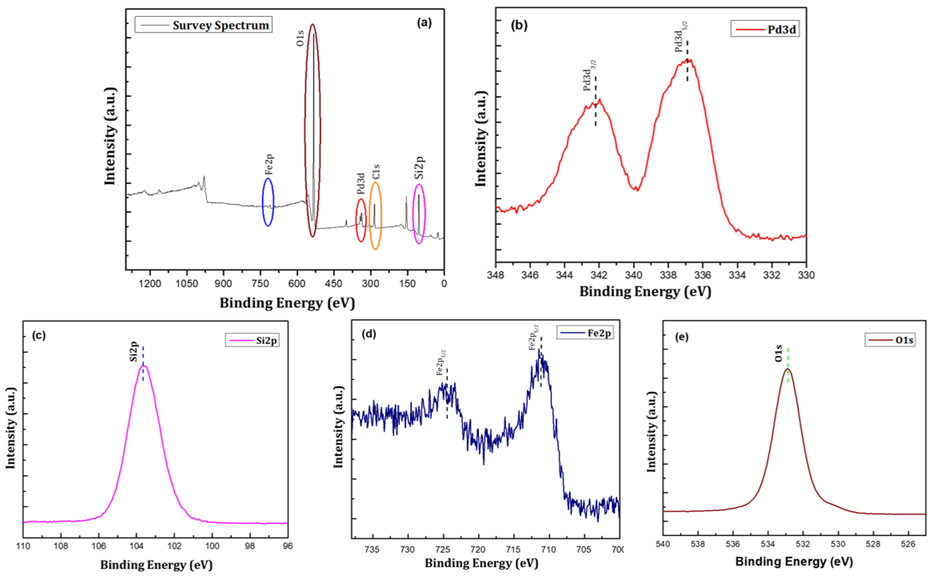 Survey Spectrum
(a)
O1s
Fe2p
Pd3d
C1s
Si2p
Intensity (a.u.)
1200 1050 900 750 600 450 300 150 0
Binding Energy (eV)
(b)
Pd3d
Pd3d3/2
Pd3d5/2
Intensity (a.u.)
348 346 344 342 340 338 336 334 332 330
Binding Energy (eV)
(c)
Si2p
Si2p
Intensity (a.u.)
110 108 106 104 102 100 98 96
Binding Energy (eV)
(d)
Fe2p
Fe2p1/2
Fe2p3/2
Intensity (a.u.)
735 730 725 720 715 710 705 700
Binding Energy (eV)
(e)
O1s
O1s
Intensity (a.u.)
540 538 536 534 532 530 528 526
Binding Energy (eV)